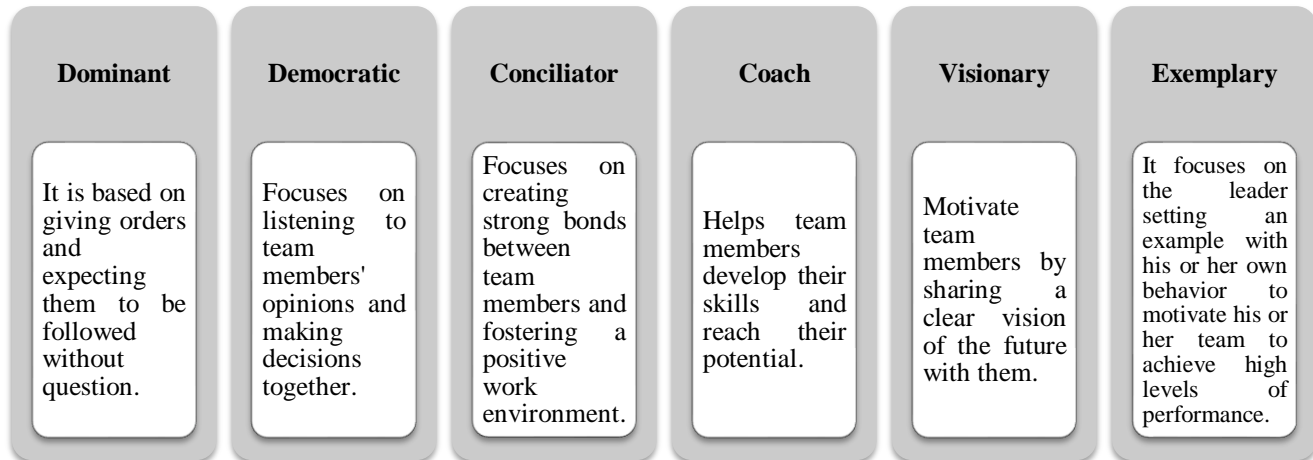 Dominant
It is based on
giving orders
and
expecting
them to be
followed
without
question.
Democratic
Focuses on
listening to
team
members'
opinions and
making
decisions
together.
Conciliator
Focuses on
creating
strong bonds
between
team
members and
fostering a
positive
work
environment.
Coach
Helps team
members
develop their
skills and
reach their
potential.
Visionary
Motivate
team
members by
sharing a
clear vision
of the future
with them.
Exemplary
It focuses on
the leader
setting an
example with
his or her own
behavior to
motivate his or
her team to
achieve high
levels of
performance.